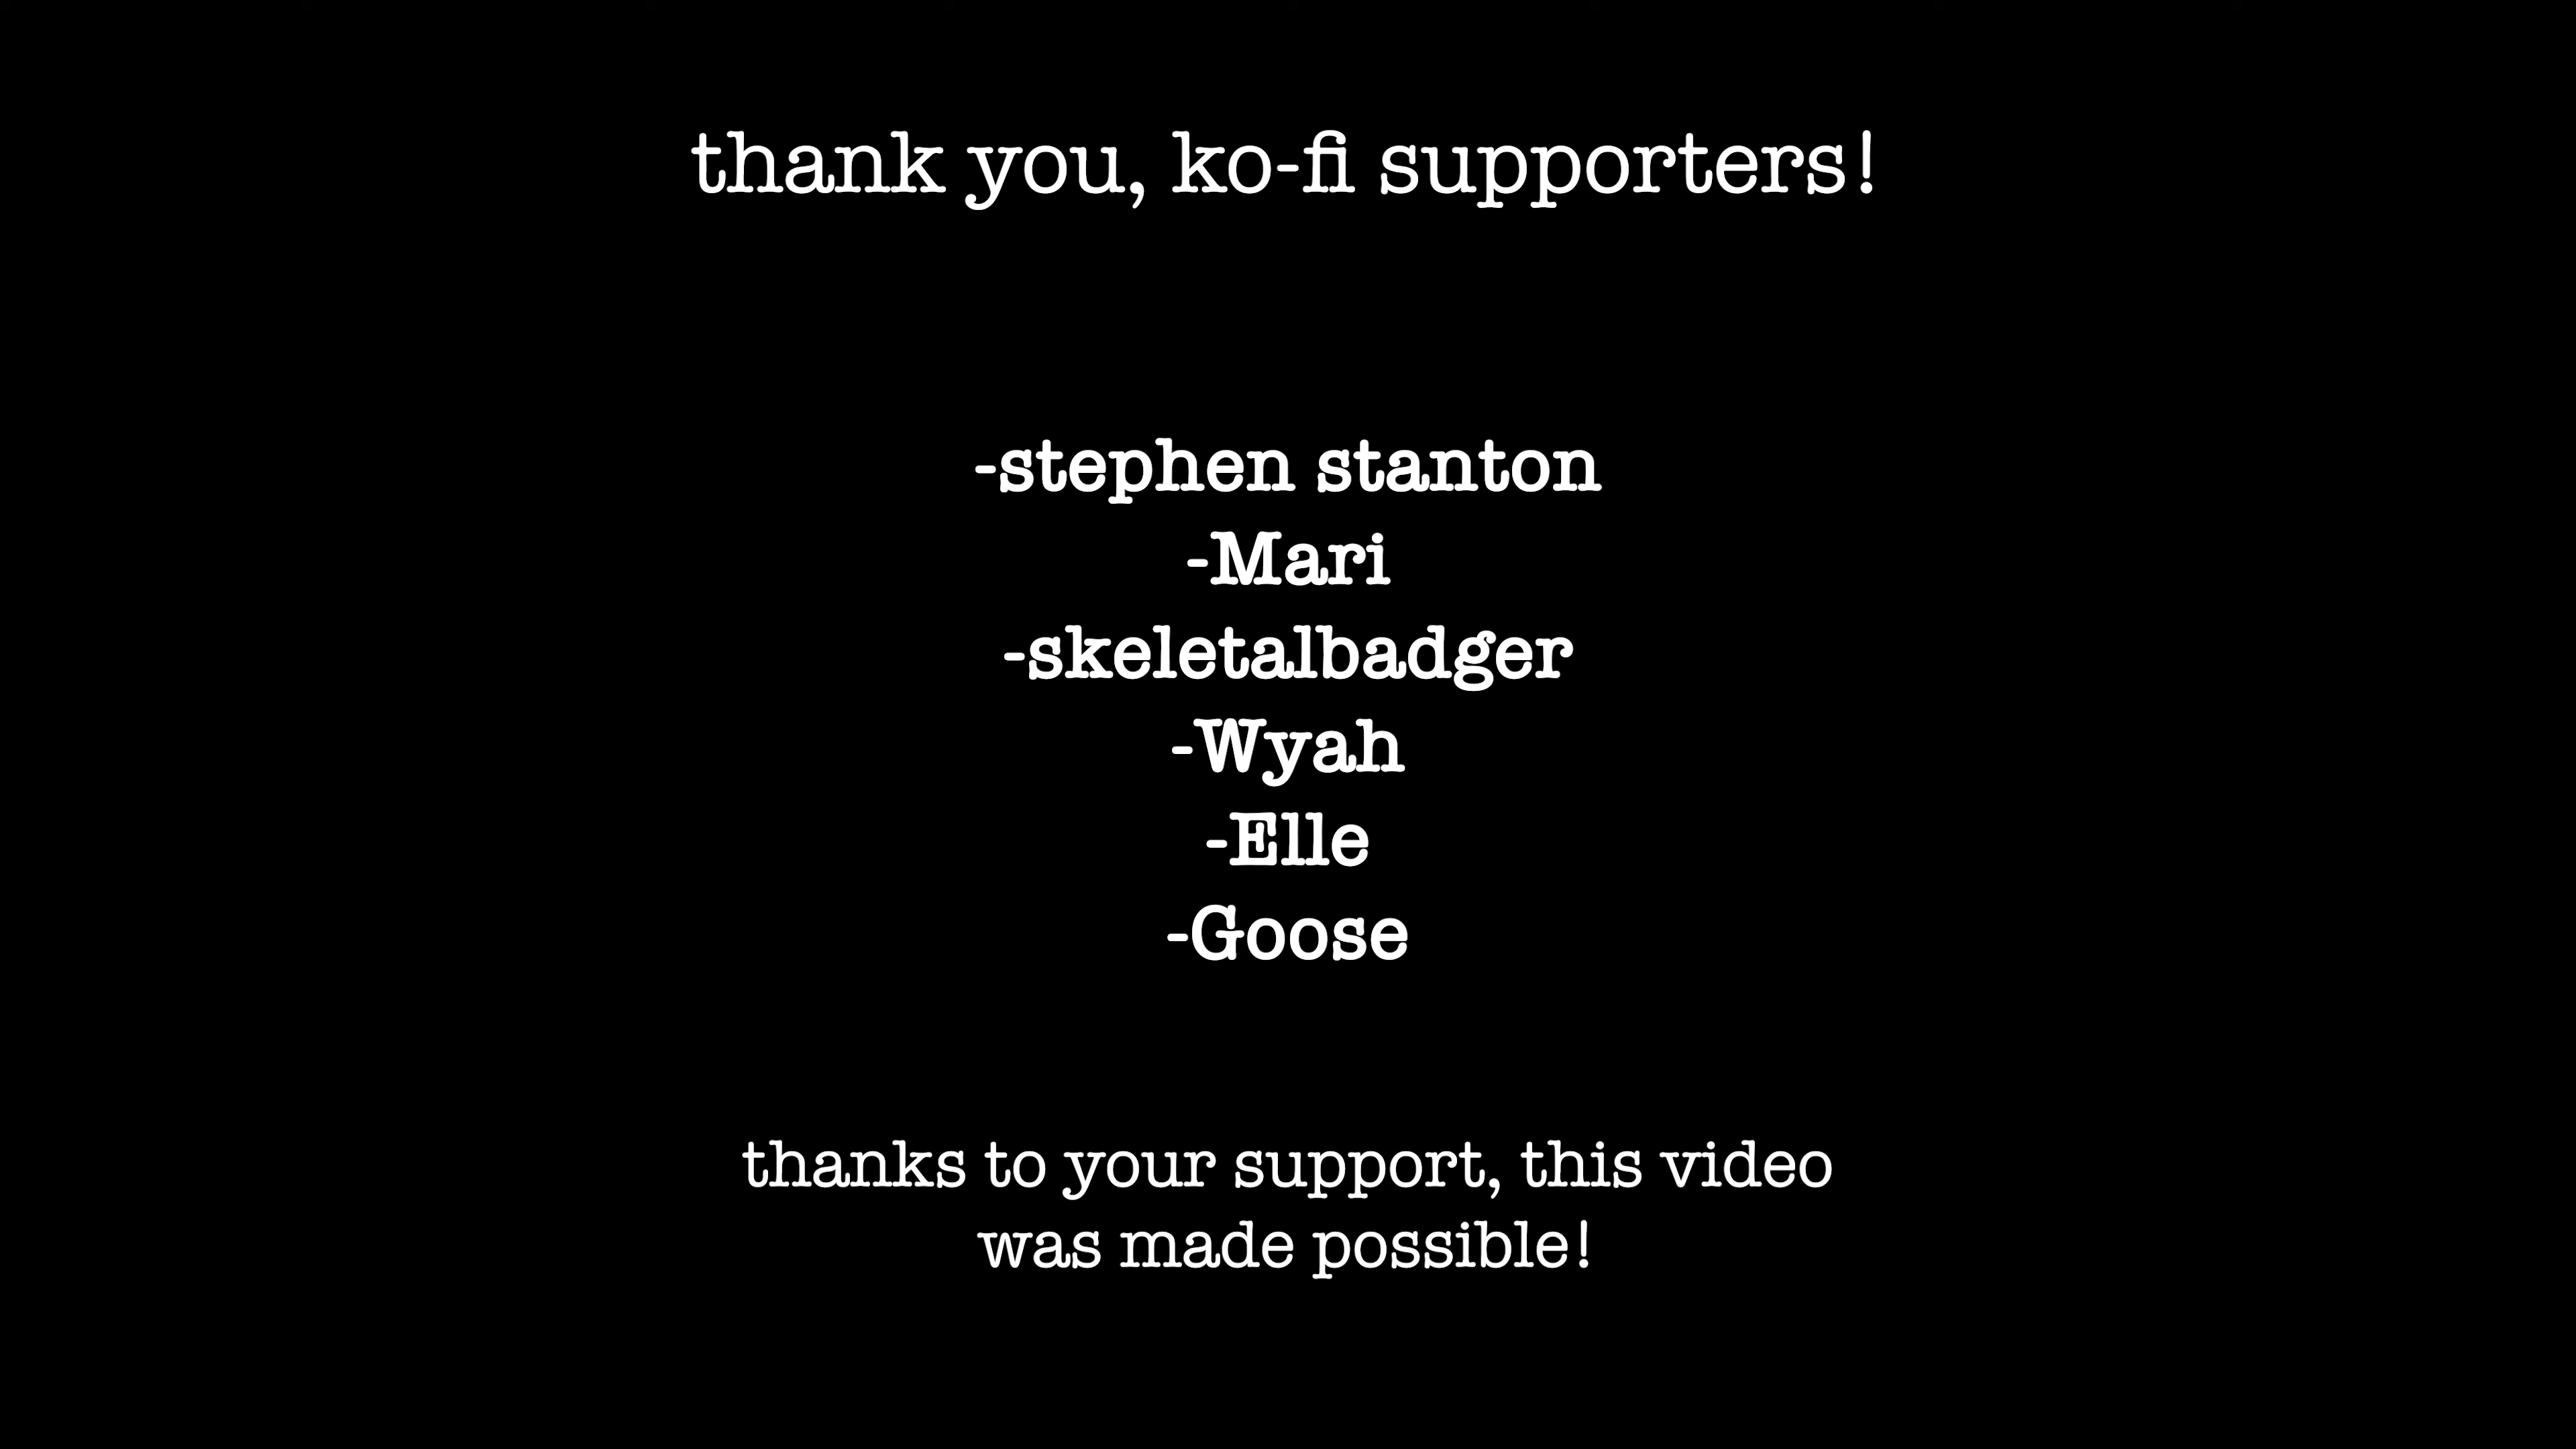 thank you, ko-fi supporters!
-stephen stanton
-Mari
-skeletalbadger
-Wyah
-Elle
-Goose
thanks to your support, this video
was made possible!